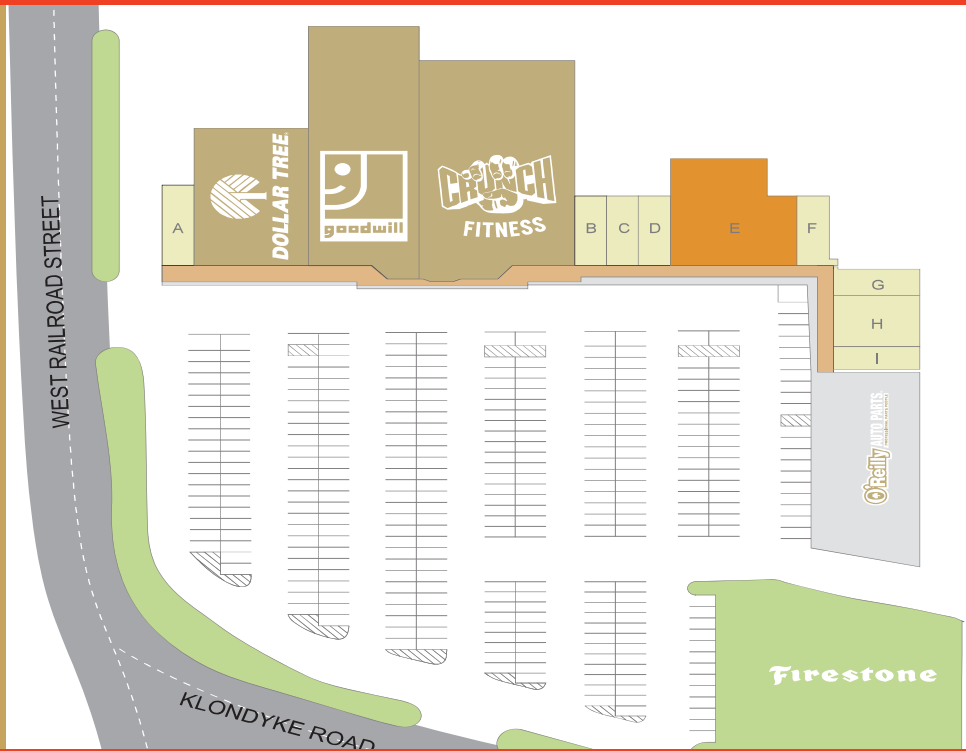 WEST RAILROAD STREET
KLONDYKE ROAD
A
DOLLAR TREE
goodwill
CRUNCH
FITNESS
B
C
D
E
F
G
H
I
O'Reilly AUTO PARTS
Firestone